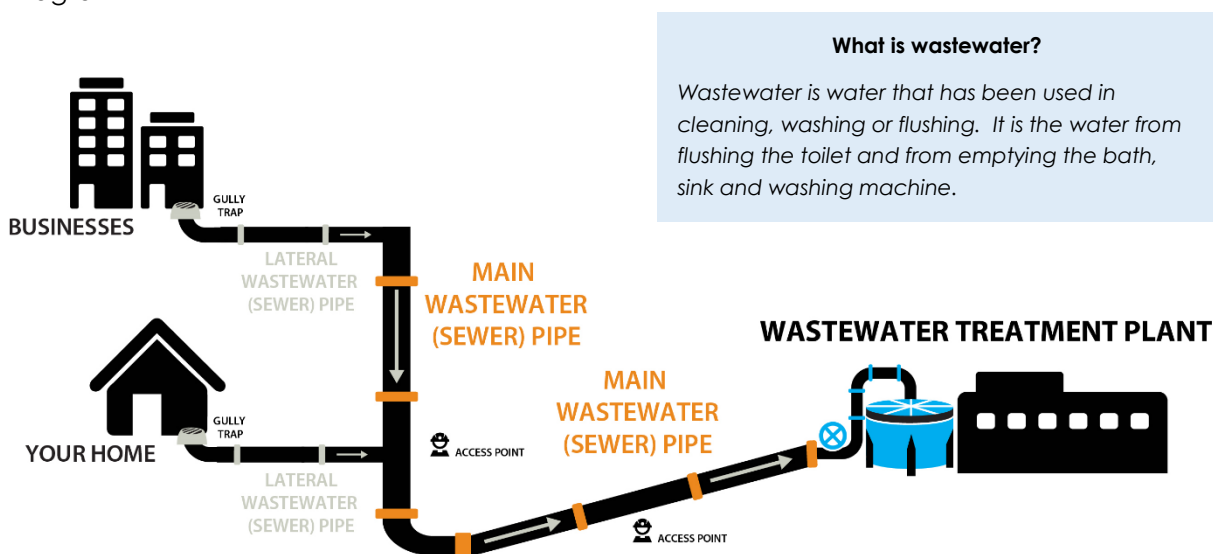 What is wastewater?
Wastewater is water that has been used in
cleaning, washing or flushing. It is the water from
flushing the toilet and from emptying the bath,
sink and washing machine.
GULLY
TRAP
BUSINESSES
LATERAL
WASTEWATER
(SEWER) PIPE
MAIN
WASTEWATER
(SEWER) PIPE
WASTEWATER TREATMENT PLANT
MAIN
WASTEWATER
(SEWER) PIPE
GULLY
TRAP
YOUR HOME
ACCESS POINT
LATERAL
WASTEWATER
(SEWER) PIPE
ACCESS POINT